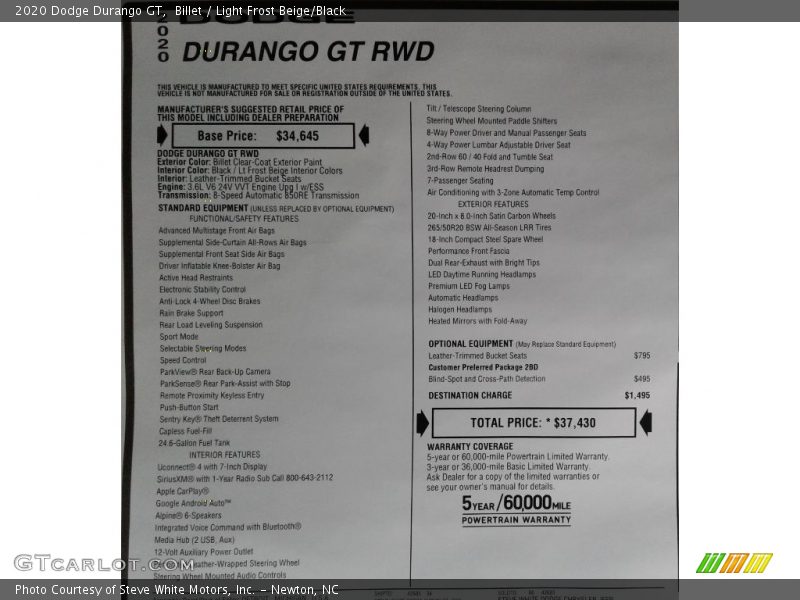 2020 Dodge Durango GT, Billet / Light Frost Beige/Black
DODGE
2020
DURANGO GT RWD
THIS VEHICLE IS MANUFACTURED TO MEET SPECIFIC UNITED STATES REQUIREMENTS. THIS
VEHICLE IS NOT MANUFACTURED FOR SALE OR REGISTRATION OUTSIDE OF THE UNITED STATES.
MANUFACTURER'S SUGGESTED RETAIL PRICE OF
THIS MODEL INCLUDING DEALER PREPARATION
Base Price: $34,645
DODGE DURANGO GT RWD
Exterior Color: Billet Clear-Coat Exterior Paint
Interior Color: Black / Lt Frost Beige Interior Colors
Interior: Leather-Trimmed Bucket Seats
Engine: 3.6L V6 24V VVT Engine Upg I w/ESS
Transmission: 8-Speed Automatic 850RE Transmission
STANDARD EQUIPMENT (UNLESS REPLACED BY OPTIONAL EQUIPMENT)
FUNCTIONAL/SAFETY FEATURES
Advanced Multistage Front Air Bags
Supplemental Side-Curtain All-Rows Air Bags
Supplemental Front Seat Side Air Bags
Driver Inflatable Knee-Bolster Air Bag
Active Head Restraints
Electronic Stability Control
Anti-Lock 4-Wheel Disc Brakes
Rain Brake Support
Rear Load Leveling Suspension
Sport Mode
Selectable Steering Modes
Speed Control
ParkView® Rear Back-Up Camera
ParkSense® Rear Park-Assist with Stop
Remote Proximity Keyless Entry
Push-Button Start
Sentry Key® Theft Deterrent System
Capless Fuel-Fill
24.6-Gallon Fuel Tank
INTERIOR FEATURES
Uconnect® 4 with 7-Inch Display
SiriusXM® with 1-Year Radio Sub Call 800-643-2112
Apple CarPlay®
Google Android Auto™
Alpine® 6-Speakers
Integrated Voice Command with Bluetooth®
Media Hub (2 USB, Aux)
12-Volt Auxiliary Power Outlet
Leather-Wrapped Steering Wheel
Steering Wheel Mounted Audio Controls
Tilt / Telescope Steering Column
Steering Wheel Mounted Paddle Shifters
8-Way Power Driver and Manual Passenger Seats
4-Way Power Lumbar Adjustable Driver Seat
2nd-Row 60 / 40 Fold and Tumble Seat
3rd-Row Remote Headrest Dumping
7-Passenger Seating
Air Conditioning with 3-Zone Automatic Temp Control
EXTERIOR FEATURES
20-Inch x 8.0-Inch Satin Carbon Wheels
265/50R20 BSW All-Season LRR Tires
18-Inch Compact Steel Spare Wheel
Performance Front Fascia
Dual Rear-Exhaust with Bright Tips
LED Daytime Running Headlamps
Premium LED Fog Lamps
Automatic Headlamps
Halogen Headlamps
Heated Mirrors with Fold-Away
OPTIONAL EQUIPMENT (May Replace Standard Equipment)
Leather-Trimmed Bucket Seats $795
Customer Preferred Package 2BD
Blind-Spot and Cross-Path Detection $495
DESTINATION CHARGE $1,495
TOTAL PRICE: * $37,430
WARRANTY COVERAGE
5-year or 60,000-mile Powertrain Limited Warranty.
3-year or 36,000-mile Basic Limited Warranty.
Ask Dealer for a copy of the limited warranties or
see your owner's manual for details.
5 YEAR/60,000 MILE
POWERTRAIN WARRANTY
GTCARLOT.COM
Photo Courtesy of Steve White Motors, Inc. – Newton, NC